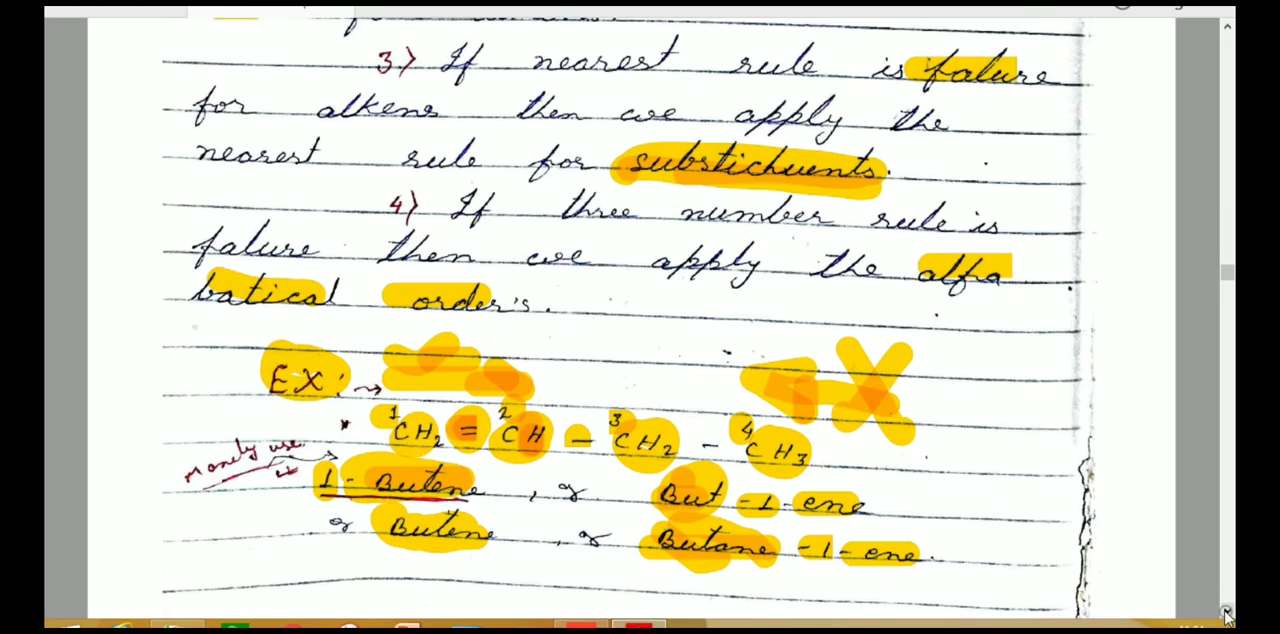 3.) If nearest rule is falure
for alkens then we apply the
nearest rule for substichuents.
4) If three number rule is
falure then we apply the alfa
batical order's.
EX:→
* ¹CH₂ = ²CH - ³CH₂ - ⁴CH₃
1 - Butene, or But -1- ene
or Butene, or Butane -1- ene.